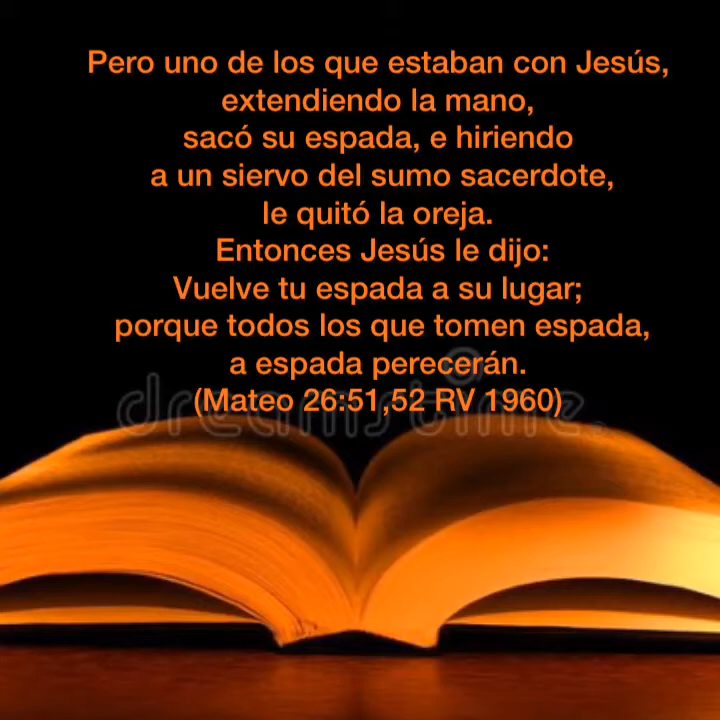 Pero uno de los que estaban con Jesús,
extendiendo la mano,
sacó su espada, e hiriendo
a un siervo del sumo sacerdote,
le quitó la oreja.
Entonces Jesús le dijo:
Vuelve tu espada a su lugar;
porque todos los que tomen espada,
a espada perecerán.
(Mateo 26:51,52 RV 1960)
dreamstime.